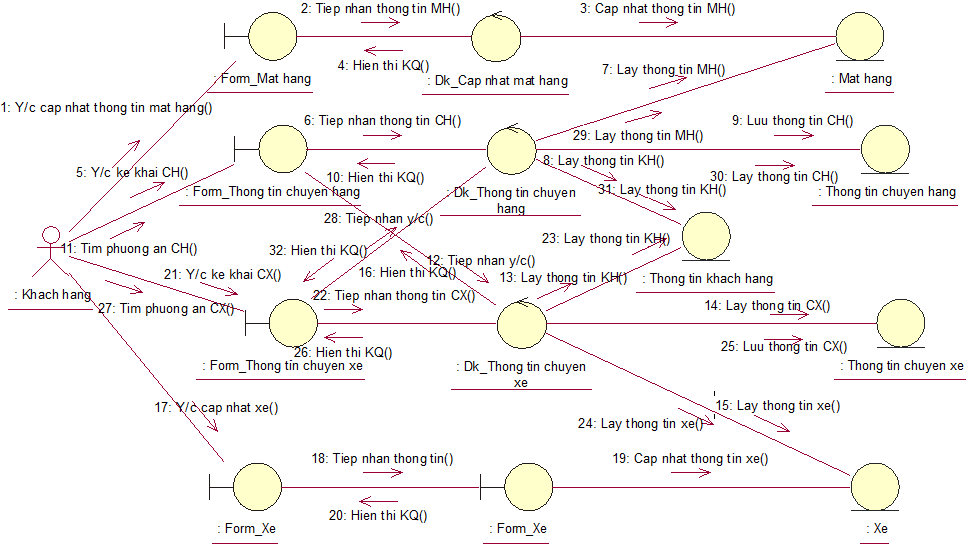 2: Tiep nhan thong tin MH()
3: Cap nhat thong tin MH()
4: Hien thi KQ()
7: Lay thong tin MH()
: Form_Mat hang
: Dk_Cap nhat mat hang
: Mat hang
1: Y/c cap nhat thong tin mat hang()
6: Tiep nhan thong tin CH()
9: Luu thong tin CH()
29: Lay thong tin MH()
5: Y/c ke khai CH()
8: Lay thong tin KH()
10: Hien thi KQ()
30: Lay thong tin CH()
: Form_Thong tin chuyen hang
: Dk_Thong tin chuyen
hang
31: Lay thong tin KH()
: Thong tin chuyen hang
28: Tiep nhan y/c()
11: Tim phuong an CH()
32: Hien thi KQ()
23: Lay thong tin KH()
12: Tiep nhan y/c()
21: Y/c ke khai CX()
16: Hien thi KQ()
13: Lay thong tin KH()
: Thong tin khach hang
: Khach hang
22: Tiep nhan thong tin CX()
27: Tim phuong an CX()
14: Lay thong tin CX()
26: Hien thi KQ()
25: Luu thong tin CX()
: Form_Thong tin chuyen xe
: Dk_Thong tin chuyen
xe
: Thong tin chuyen xe
17: Y/c cap nhat xe()
15: Lay thong tin xe()
24: Lay thong tin xe()
18: Tiep nhan thong tin()
19: Cap nhat thong tin xe()
20: Hien thi KQ()
: Form_Xe
: Form_Xe
: Xe